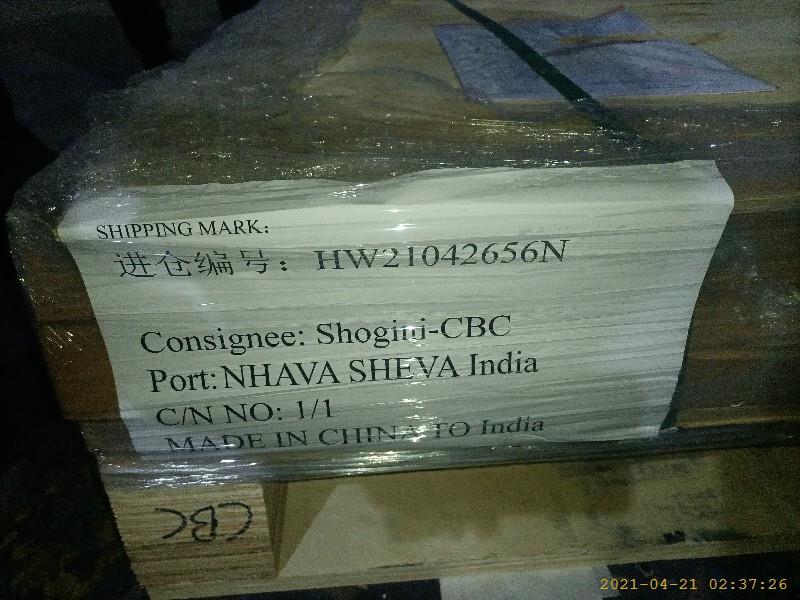 SHIPPING MARK:
进仓编号：HW21042656N
Consignee: Shogini-CBC
Port: NHAVA SHEVA India
C/N NO: 1/1
MADE IN CHINA TO India
CBC
2021-04-21 02:37:26